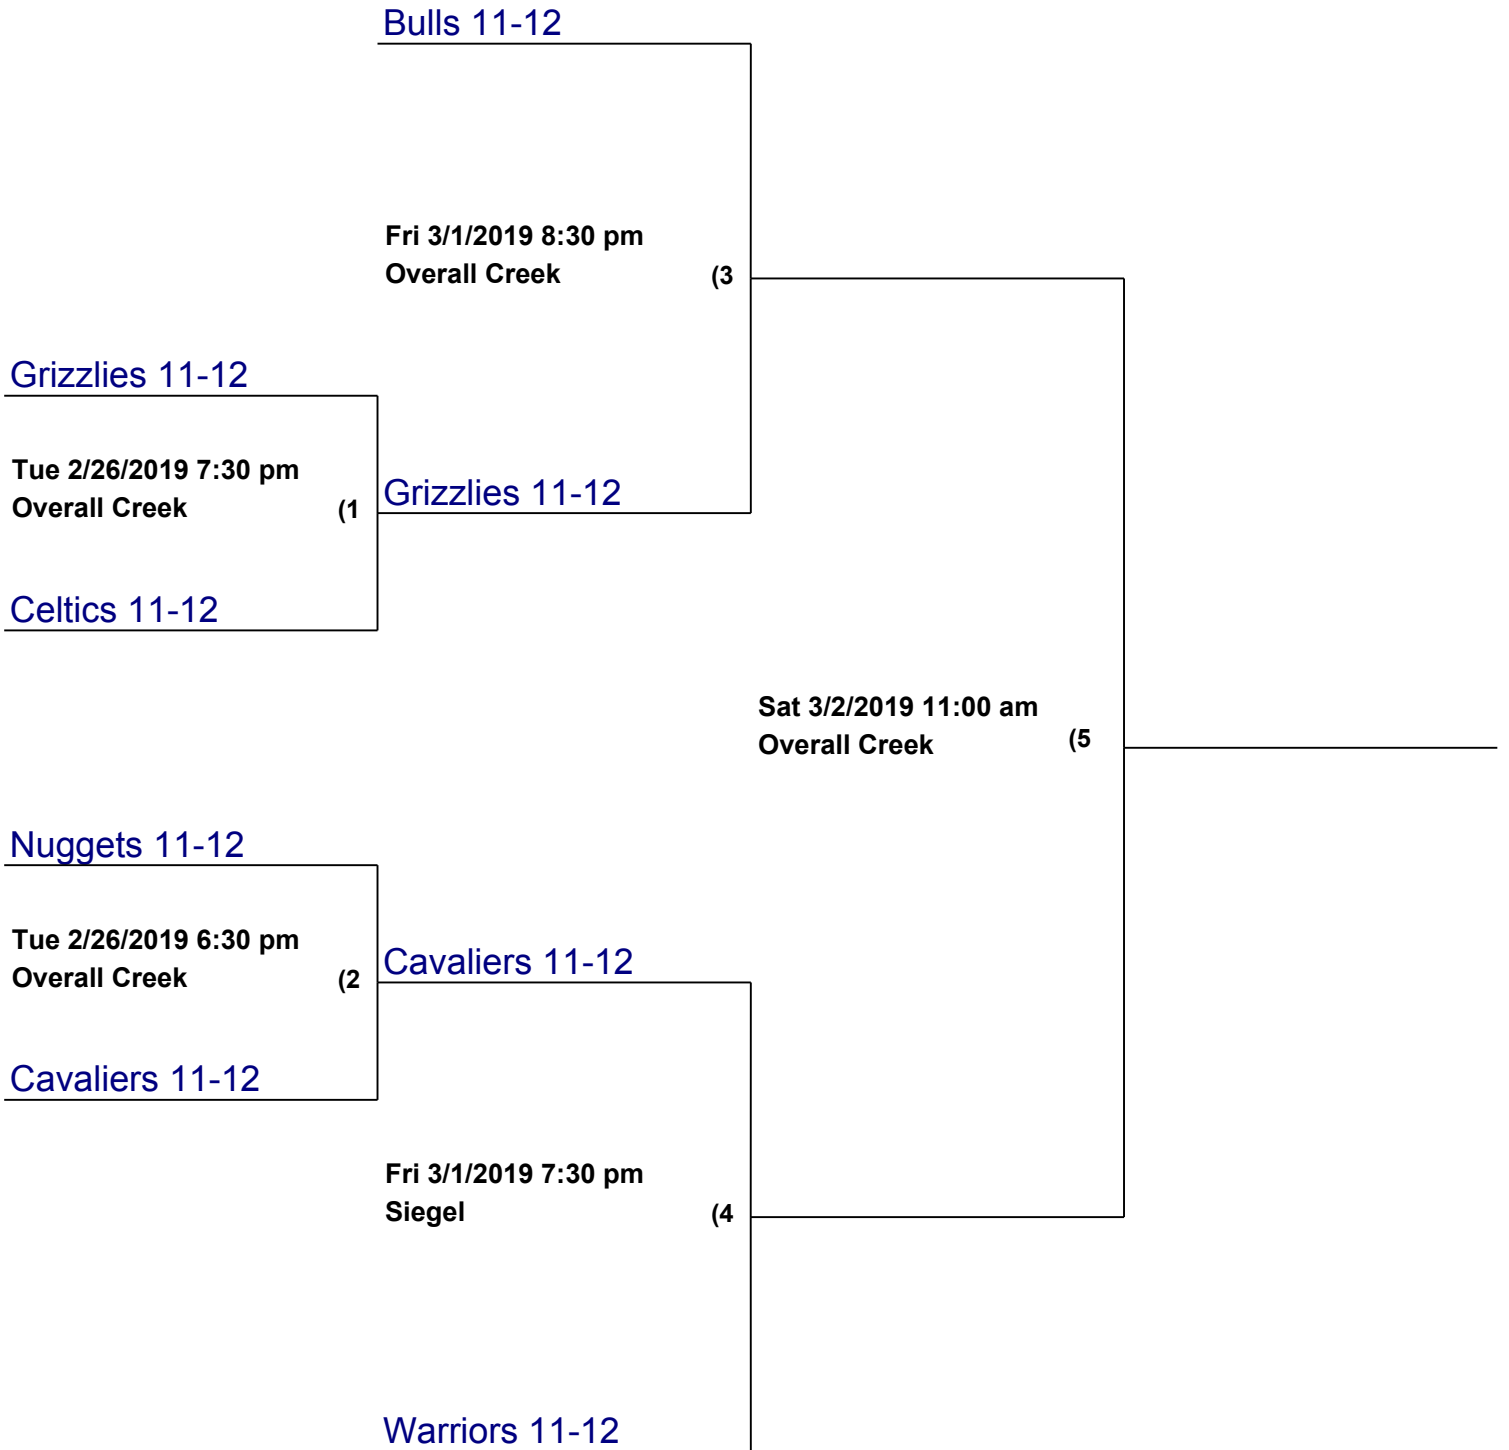 Bulls 11-12
Fri 3/1/2019 8:30 pm
Overall Creek (3
Grizzlies 11-12
Tue 2/26/2019 7:30 pm
Overall Creek (1
Grizzlies 11-12
Celtics 11-12
Sat 3/2/2019 11:00 am
Overall Creek (5
Nuggets 11-12
Tue 2/26/2019 6:30 pm
Overall Creek (2
Cavaliers 11-12
Cavaliers 11-12
Fri 3/1/2019 7:30 pm
Siegel (4
Warriors 11-12